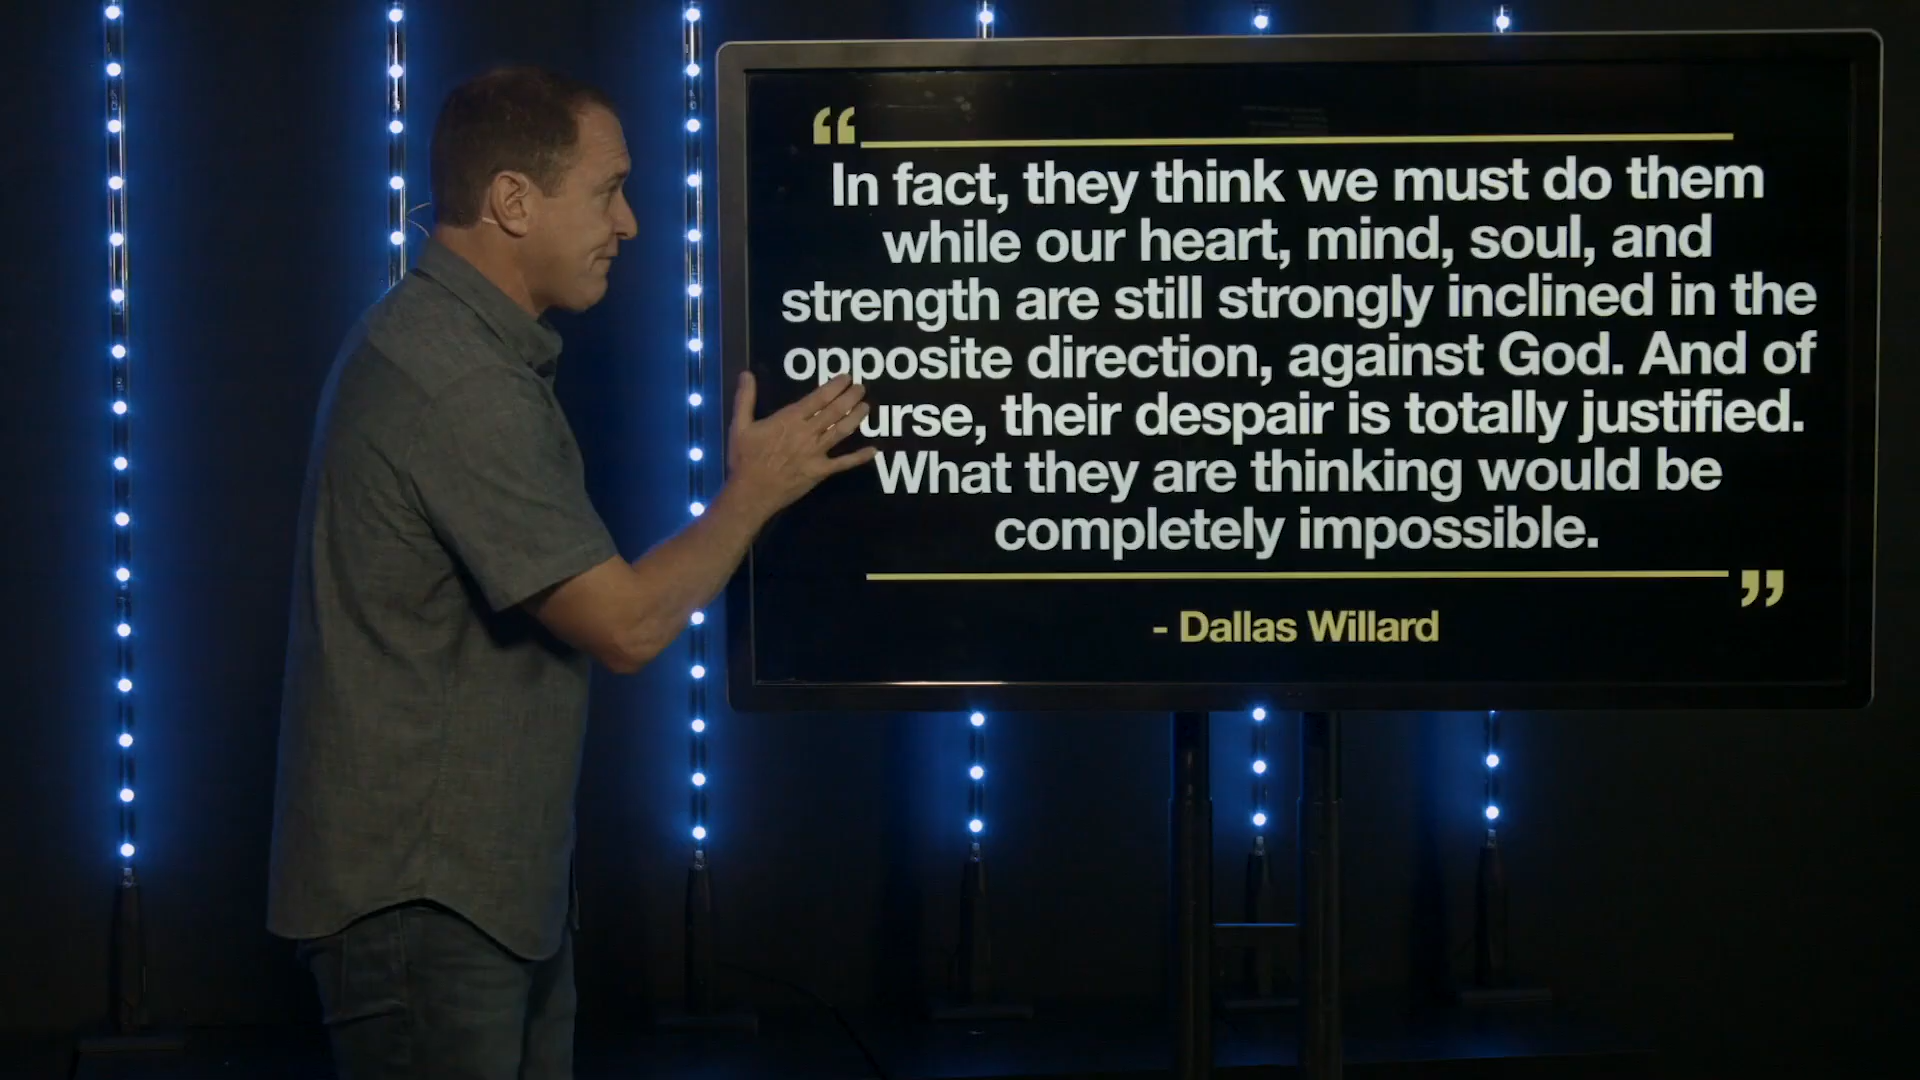 “
In fact, they think we must do them
while our heart, mind, soul, and
strength are still strongly inclined in the
opposite direction, against God. And of
urse, their despair is totally justified.
What they are thinking would be
completely impossible.
”
- Dallas Willard